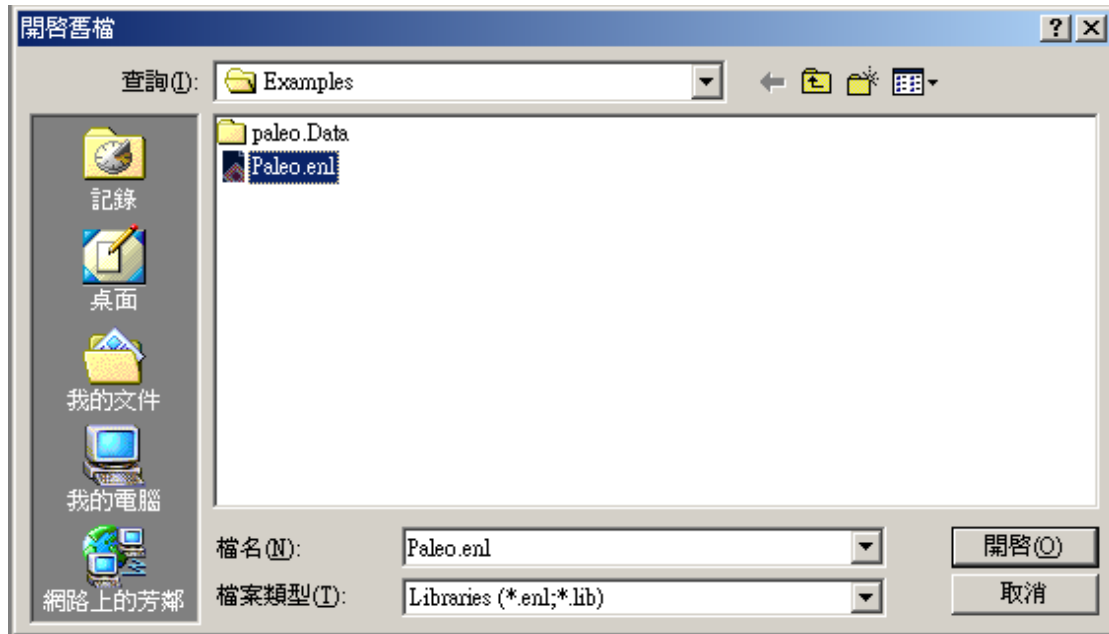 開啓舊檔
查詢(I): Examples
paleo.Data
Paleo.enl
記錄
桌面
我的文件
我的電腦
網路上的芳鄰
檔名(N): Paleo.enl 開啓(O)
檔案類型(T): Libraries (*.enl;*.lib) 取消